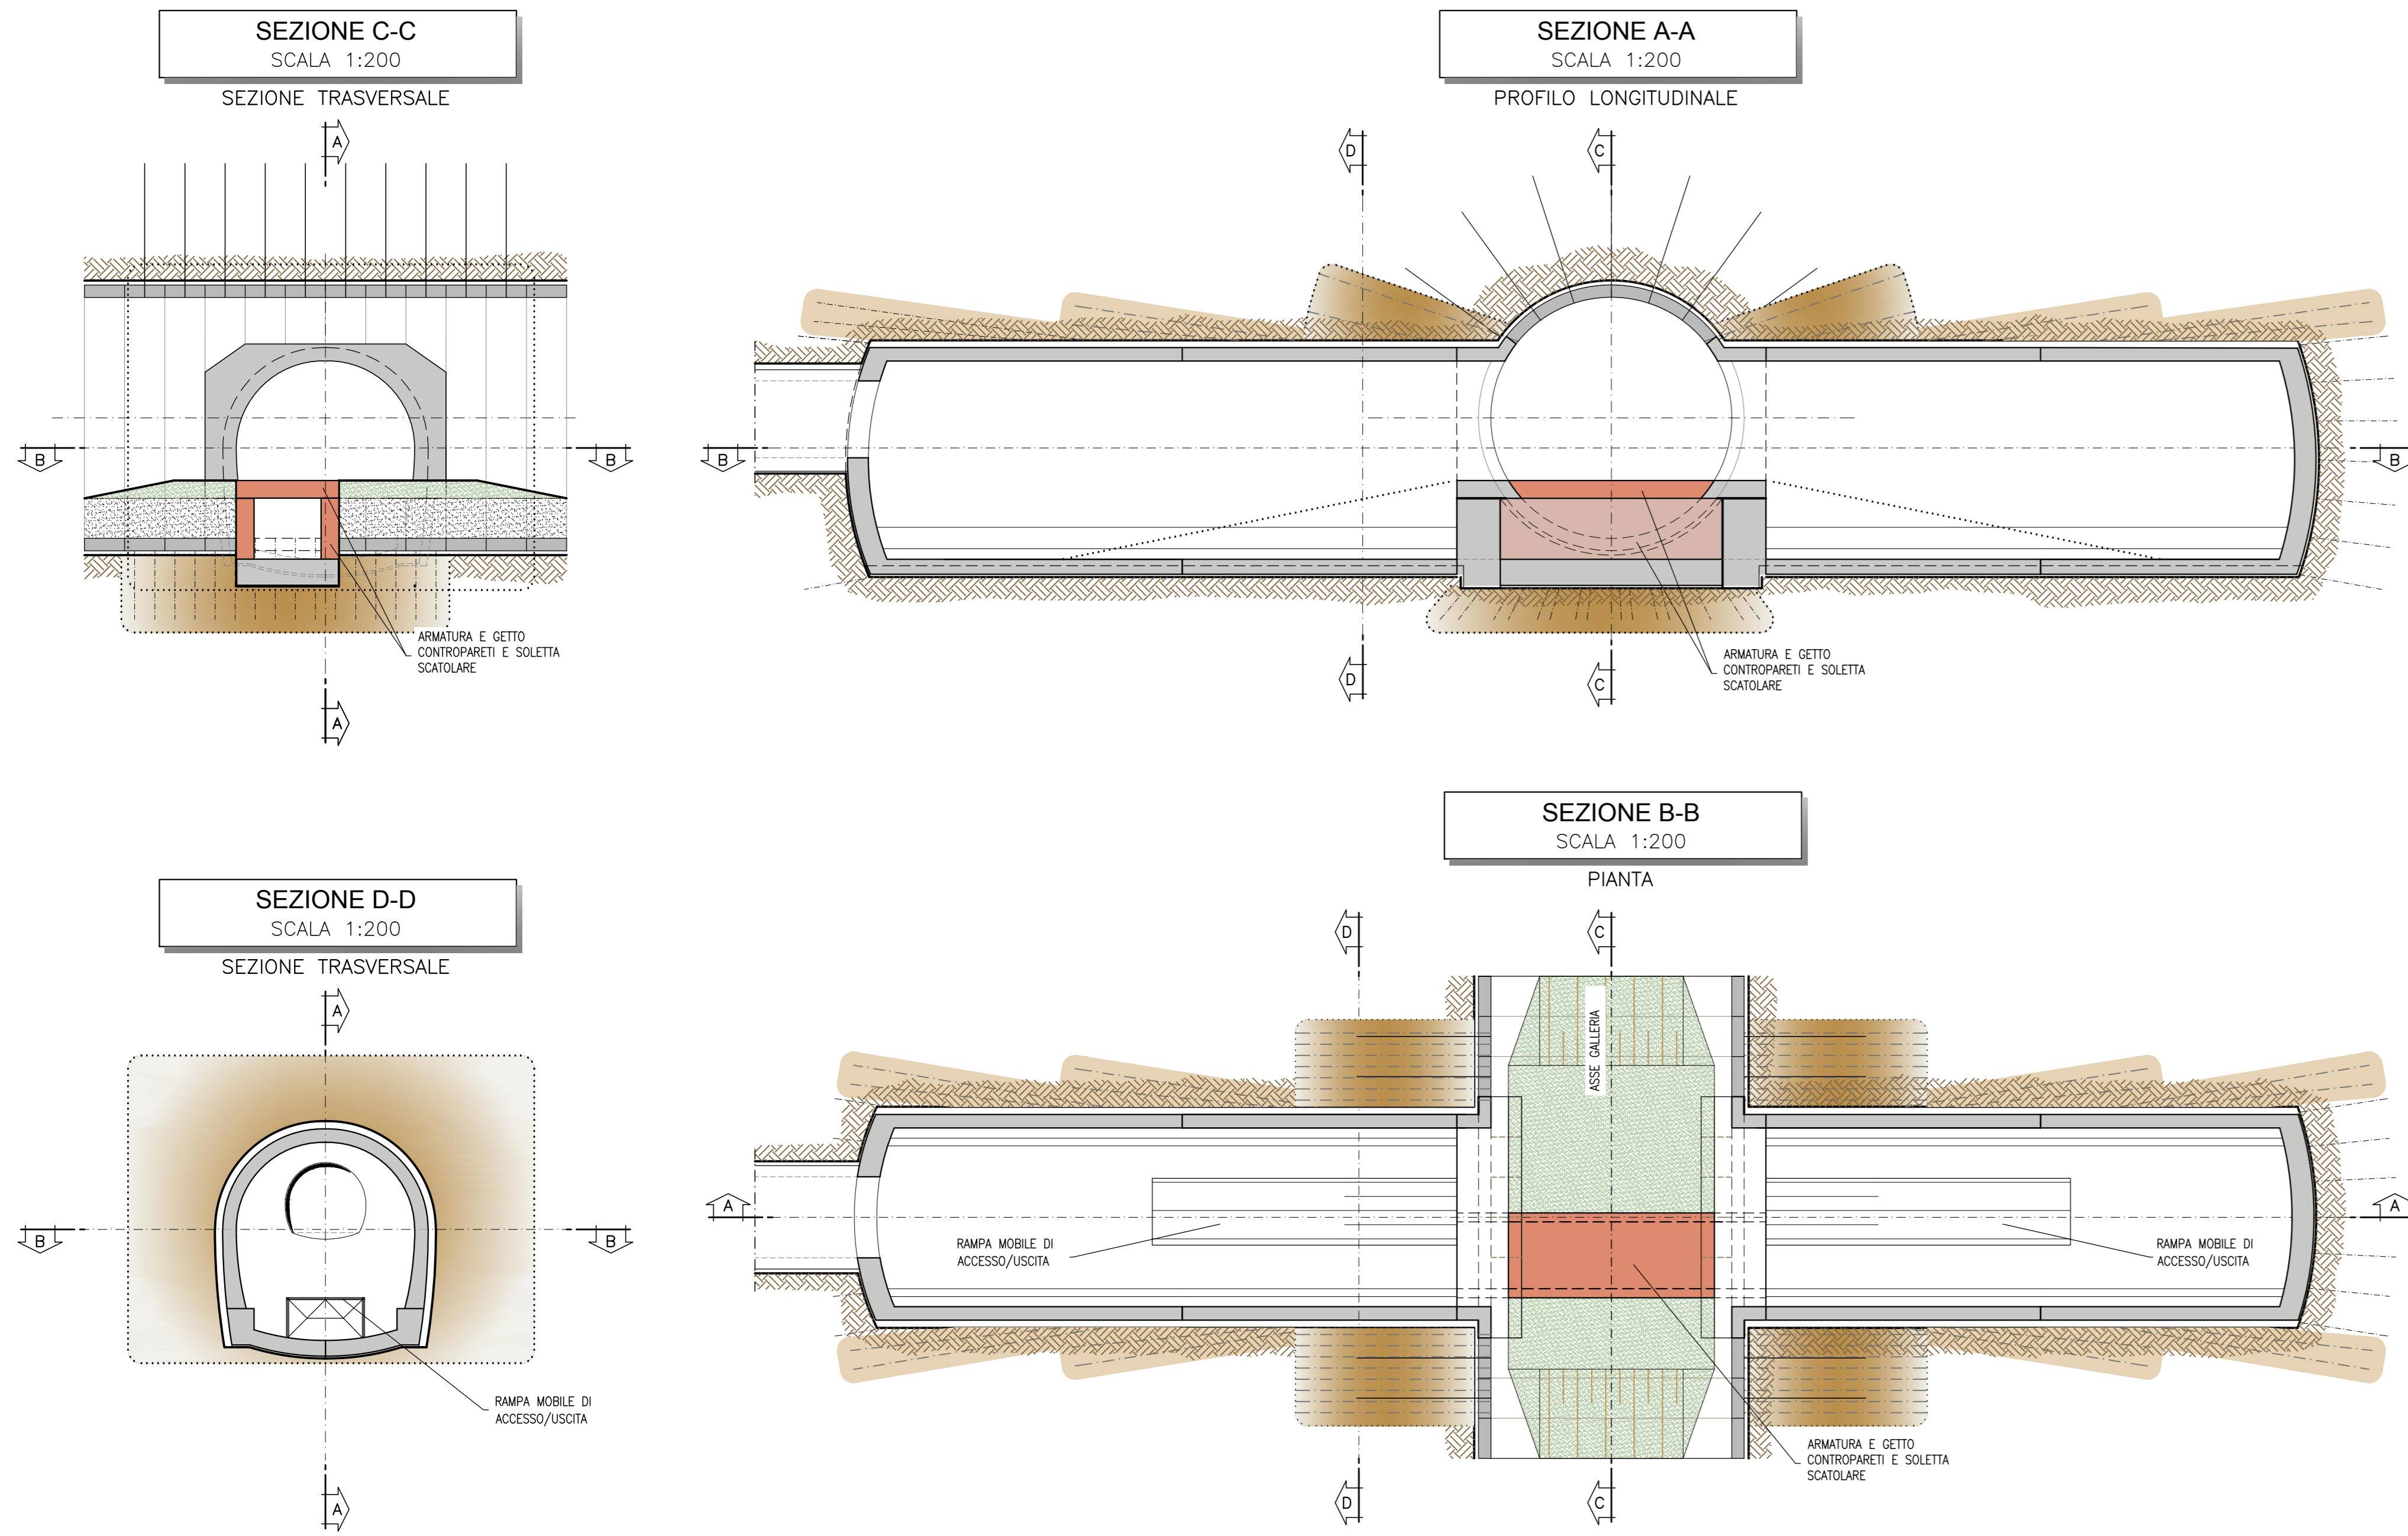 SEZIONE C-C
SCALA 1:200
SEZIONE TRASVERSALE
A
B
B
ARMATURA E GETTO
CONTROPARETI E SOLETTA
SCATOLARE
A
SEZIONE A-A
SCALA 1:200
PROFILO LONGITUDINALE
D
C
B
B
ARMATURA E GETTO
CONTROPARETI E SOLETTA
SCATOLARE
D
C
SEZIONE D-D
SCALA 1:200
SEZIONE TRASVERSALE
A
B
B
RAMPA MOBILE DI
ACCESSO/USCITA
A
SEZIONE B-B
SCALA 1:200
PIANTA
D
C
ASSE GALLERIA
A
A
RAMPA MOBILE DI
ACCESSO/USCITA
RAMPA MOBILE DI
ACCESSO/USCITA
ARMATURA E GETTO
CONTROPARETI E SOLETTA
SCATOLARE
D
C